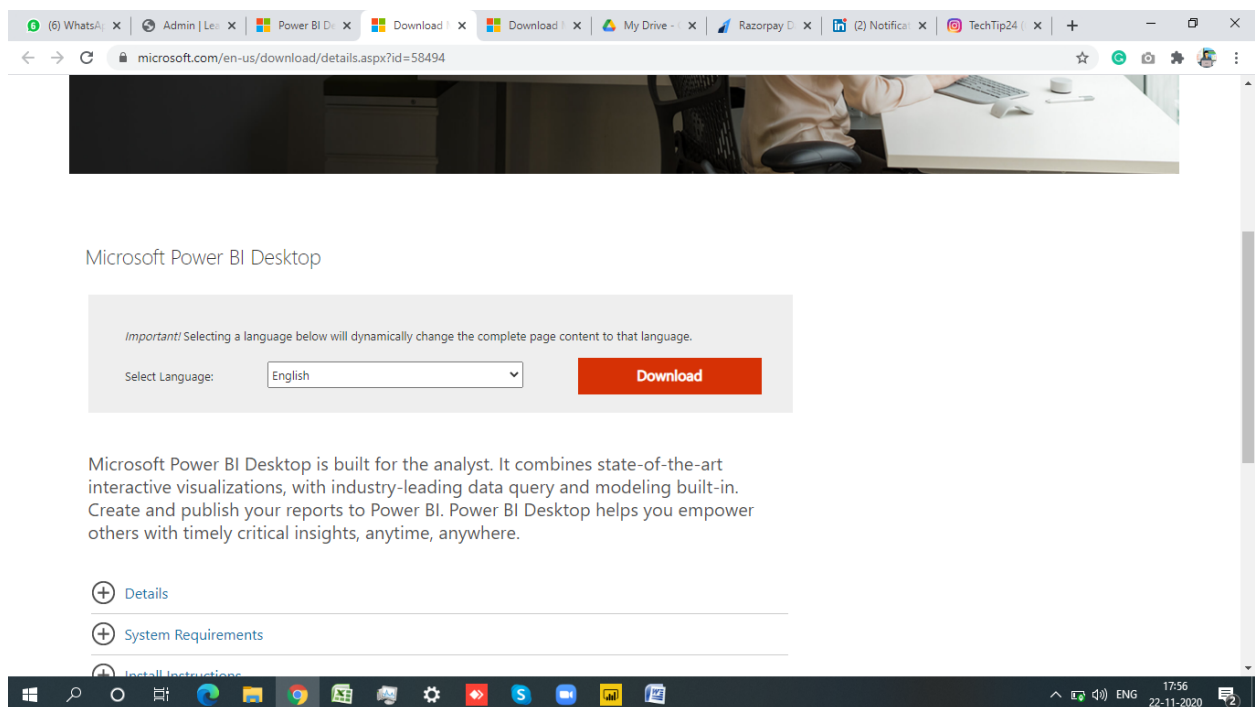 (6) WhatsA
Admin | Lea
Power BI De
Download M
Download M
My Drive -
Razorpay D
(2) Notificat
TechTip24 (
microsoft.com/en-us/download/details.aspx?id=58494
Microsoft Power BI Desktop
Important! Selecting a language below will dynamically change the complete page content to that language.
Select Language:
English
Download
Microsoft Power BI Desktop is built for the analyst. It combines state-of-the-art
interactive visualizations, with industry-leading data query and modeling built-in.
Create and publish your reports to Power BI. Power BI Desktop helps you empower
others with timely critical insights, anytime, anywhere.
Details
System Requirements
Install Instructions
ENG
17:56
22-11-2020